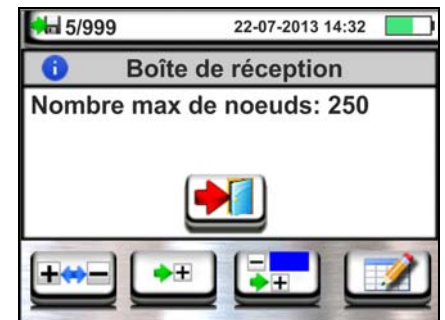 5/999 22-07-2013 14:32
Boîte de réception
Nombre max de noeuds: 250